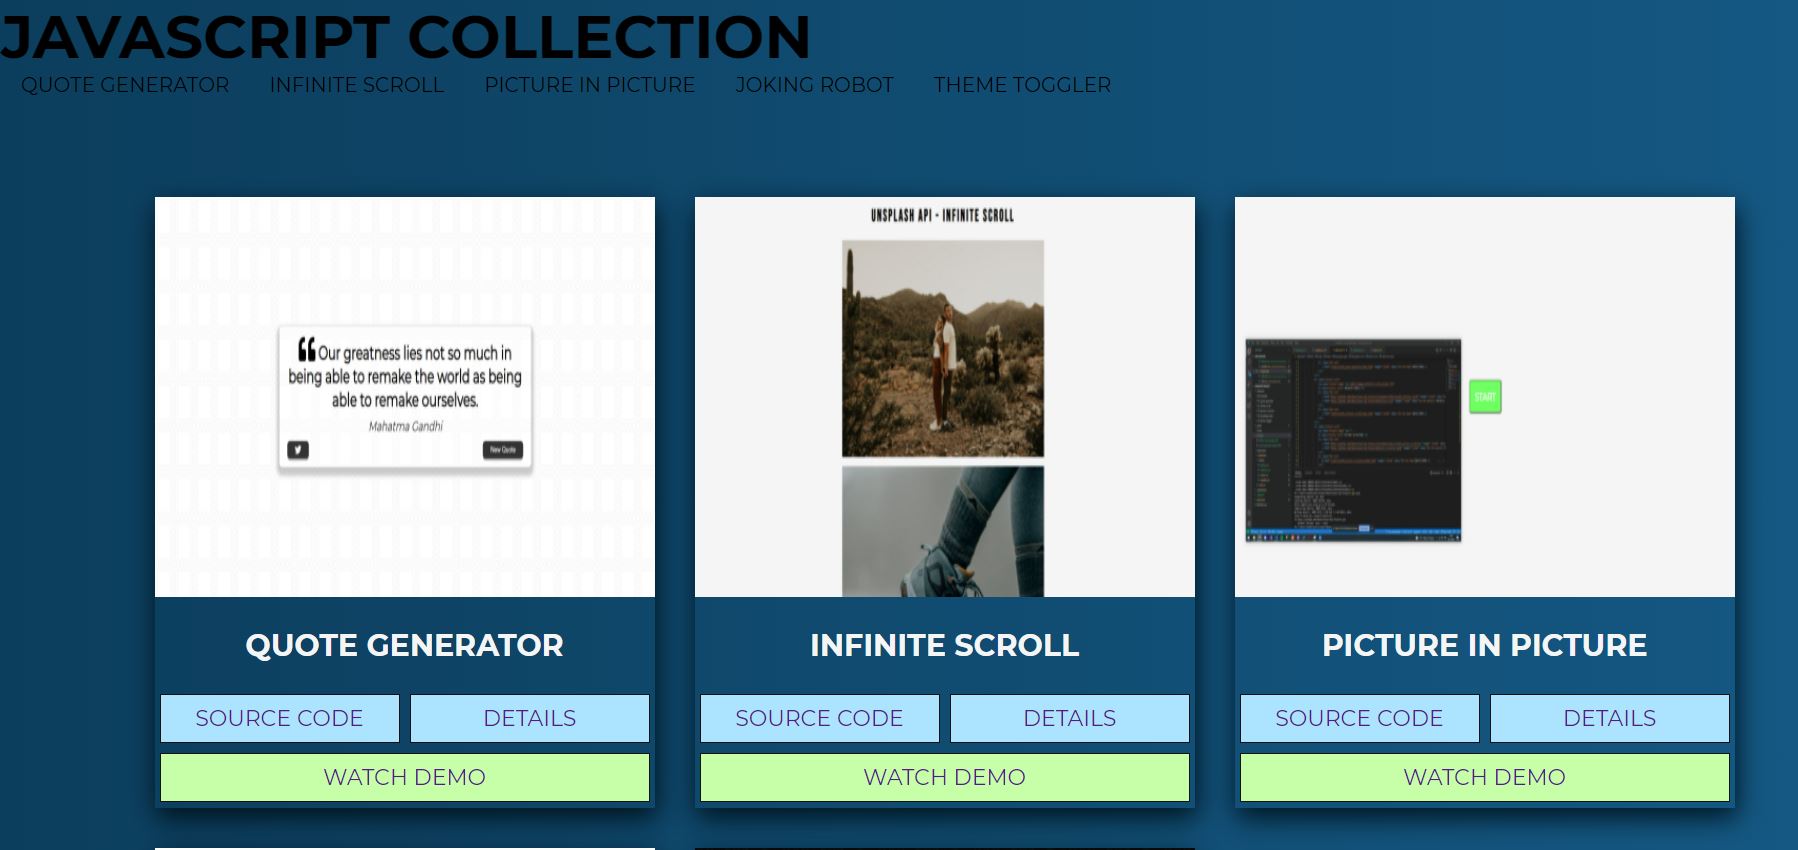 JAVASCRIPT COLLECTION
QUOTE GENERATOR INFINITE SCROLL PICTURE IN PICTURE JOKING ROBOT THEME TOGGLER
“Our greatness lies not so much in
being able to remake the world as being
able to remake ourselves.
Mahatma Gandhi
New Quote
UNSPLASH API - INFINITE SCROLL
START
QUOTE GENERATOR
INFINITE SCROLL
PICTURE IN PICTURE
SOURCE CODE DETAILS
SOURCE CODE DETAILS
SOURCE CODE DETAILS
WATCH DEMO
WATCH DEMO
WATCH DEMO